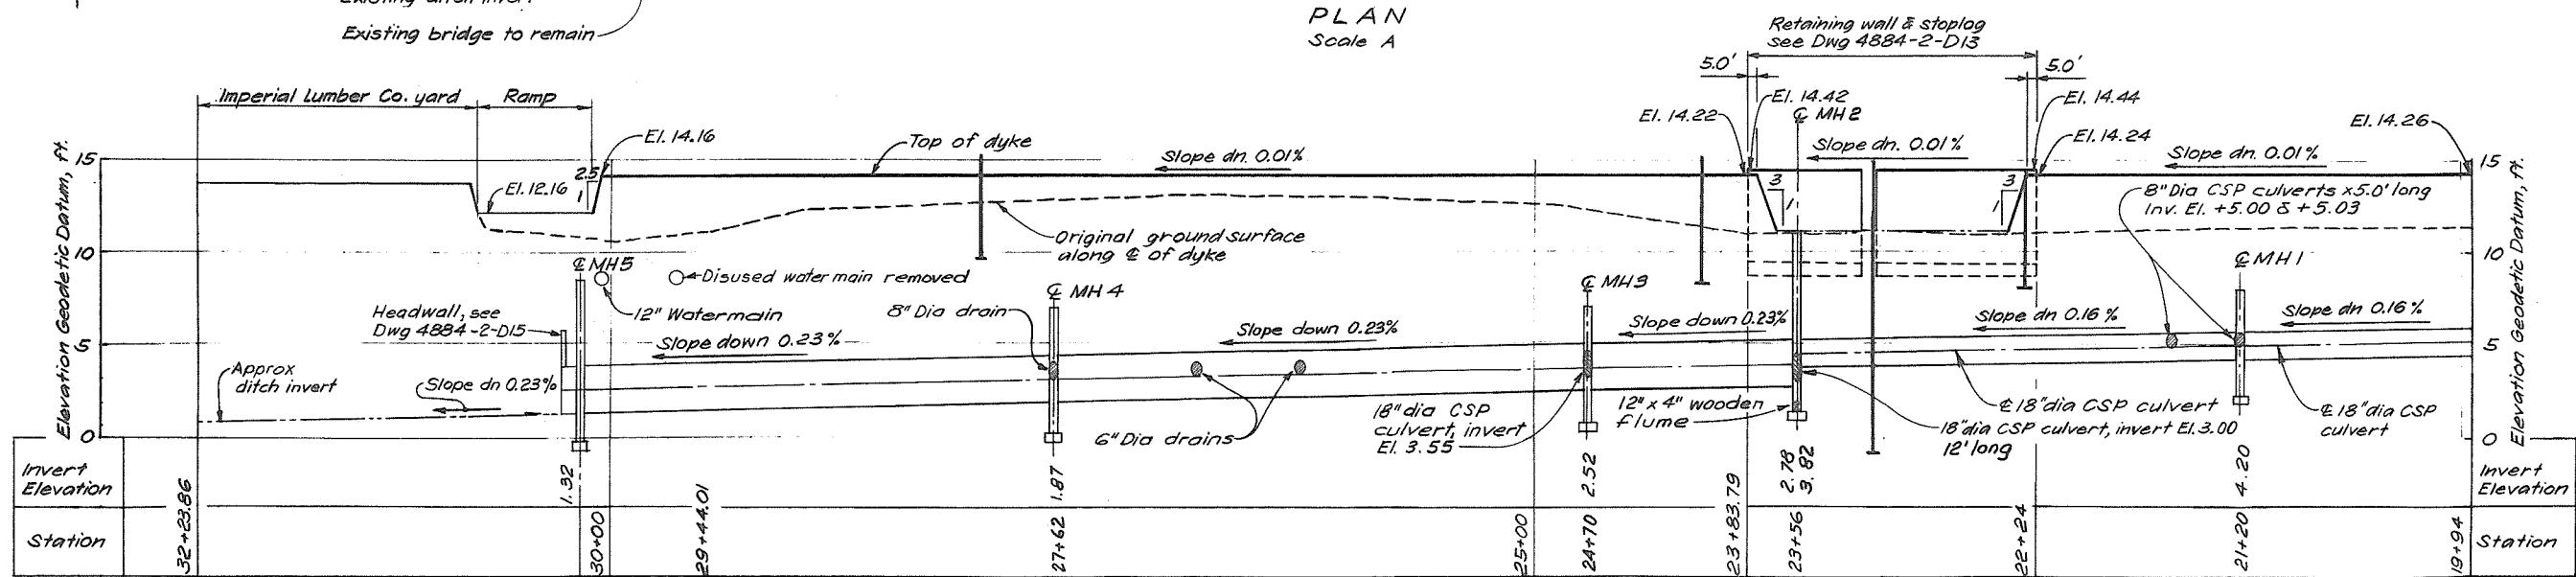 Existing bridge to remain
PLAN
Scale A
Retaining wall & stoplog
see Dwg 4884-2-D13
5.0'
5.0'
Imperial Lumber Co. yard
Ramp
El. 14.16
Top of dyke
Slope dn. 0.01%
El. 14.22
El. 14.42
℄ MH2
Slope dn. 0.01%
El. 14.44
El. 14.24
Slope dn. 0.01%
El. 14.26
Elevation Geodetic Datum, ft.
15
10
5
0
El. 12.16
2.5
1
3
1
3
1
8" Dia CSP culverts x 5.0' long
Inv. El. +5.00 & +5.03
15
10
5
0
Elevation Geodetic Datum, ft.
Original ground surface
along ℄ of dyke
℄ MH5
Disused water main removed
12" Watermain
Headwall, see
Dwg 4884-2-D15
8" Dia drain
℄ MH 4
℄ MH3
℄ MH1
Slope down 0.23%
Slope down 0.23%
Slope down 0.23%
Slope dn 0.16%
Slope dn 0.16%
Approx
ditch invert
Slope dn 0.23%
6" Dia drains
18" dia CSP
culvert, invert
El. 3.55
12" x 4" wooden
flume
℄ 18" dia CSP culvert
18" dia CSP culvert, invert El. 3.00
12' long
℄ 18" dia CSP
culvert
Invert
Elevation
1.32
1.87
2.52
2.78
3.82
4.20
Invert
Elevation
Station
32+23.86
30+00
29+44.01
27+62
25+00
24+70
23+83.79
23+56
22+24
21+20
19+94
Station